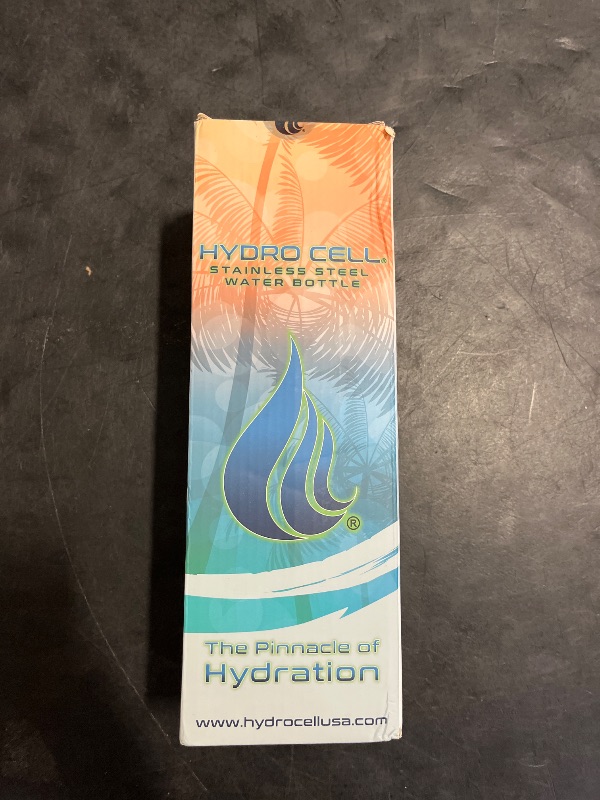 HYDRO CELL®
STAINLESS STEEL
WATER BOTTLE
®
The Pinnacle of
Hydration
www.hydrocellusa.com